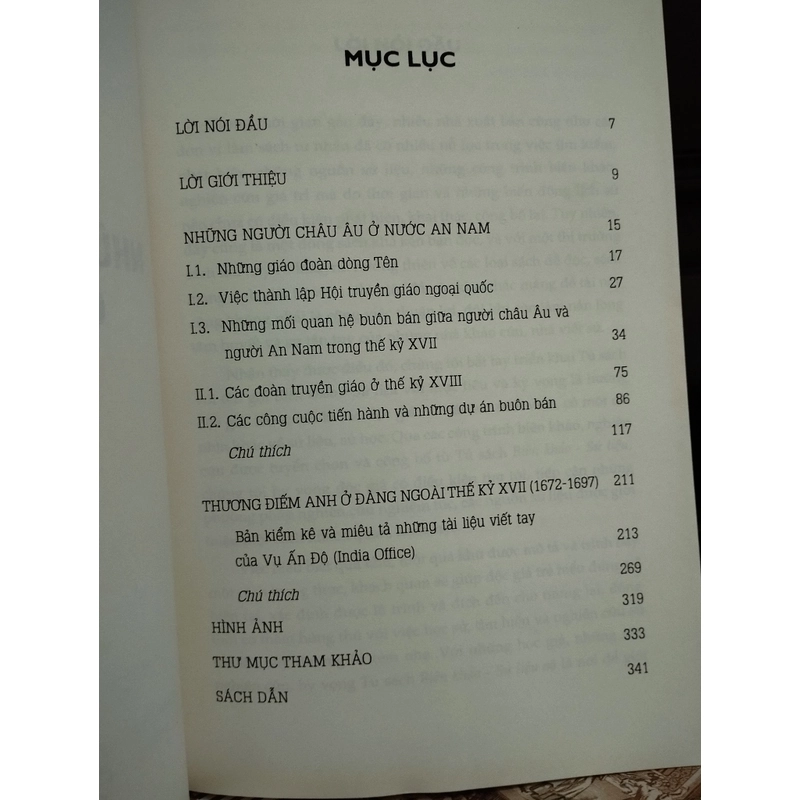 MỤC LỤC
LỜI NÓI ĐẦU 7
LỜI GIỚI THIỆU 9
NHỮNG NGƯỜI CHÂU ÂU Ở NƯỚC AN NAM 15
I.1. Những giáo đoàn dòng Tên 17
I.2. Việc thành lập Hội truyền giáo ngoại quốc 27
I.3. Những mối quan hệ buôn bán giữa người châu Âu và
người An Nam trong thế kỷ XVII 34
II.1. Các đoàn truyền giáo ở thế kỷ XVIII 75
II.2. Các công cuộc tiến hành và những dự án buôn bán 86
Chú thích 117
THƯƠNG ĐIẾM ANH Ở ĐÀNG NGOÀI THẾ KỶ XVII (1672-1697) 211
Bản kiểm kê và miêu tả những tài liệu viết tay
của Vụ Ấn Độ (India Office) 213
Chú thích 269
HÌNH ẢNH 319
THƯ MỤC THAM KHẢO 333
SÁCH DẪN 341